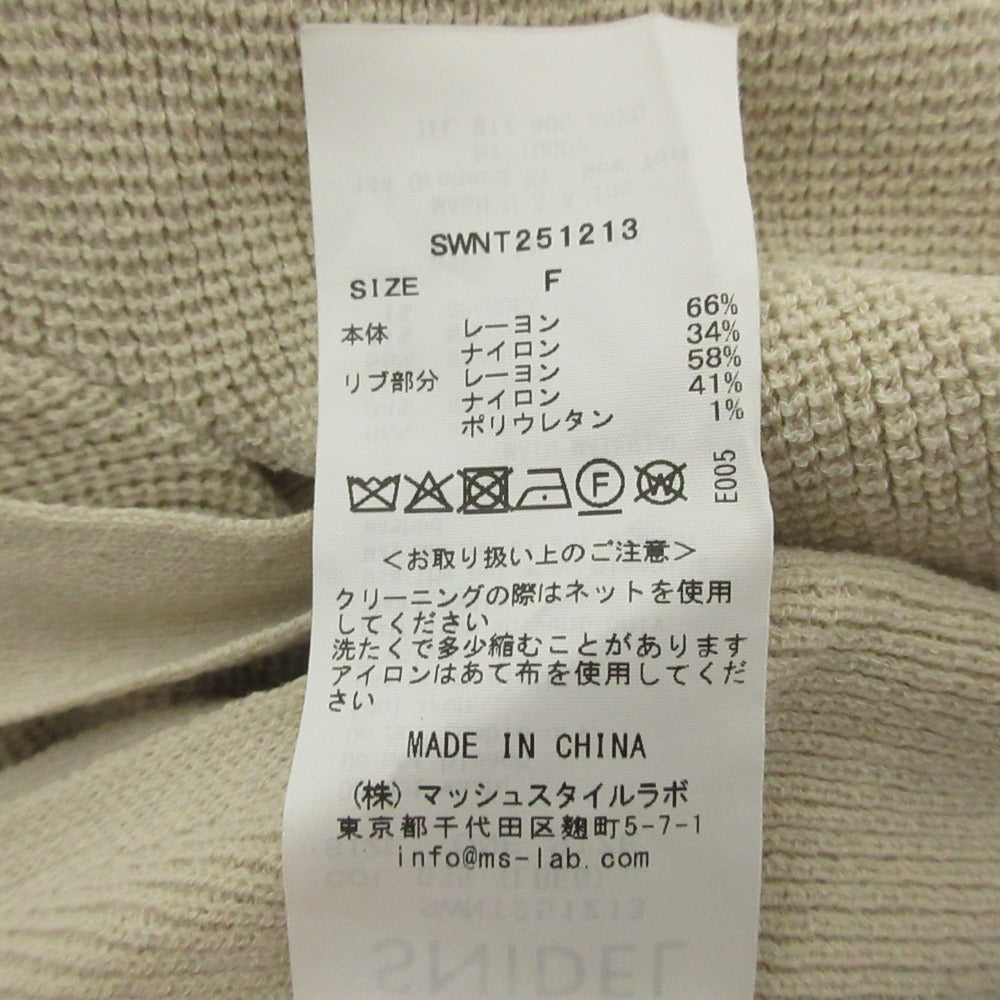 SWNT251213
SIZE F
本体 レーヨン 66%
ナイロン 34%
リブ部分 レーヨン 58%
ナイロン 41%
ポリウレタン 1%
F W E005
<お取り扱い上のご注意>
クリーニングの際はネットを使用
してください
洗たくで多少縮むことがあります
アイロンはあて布を使用してくだ
さい
MADE IN CHINA
(株)マッシュスタイルラボ
東京都千代田区麹町5-7-1
info@ms-lab.com
SWNT251213
SNIDEL